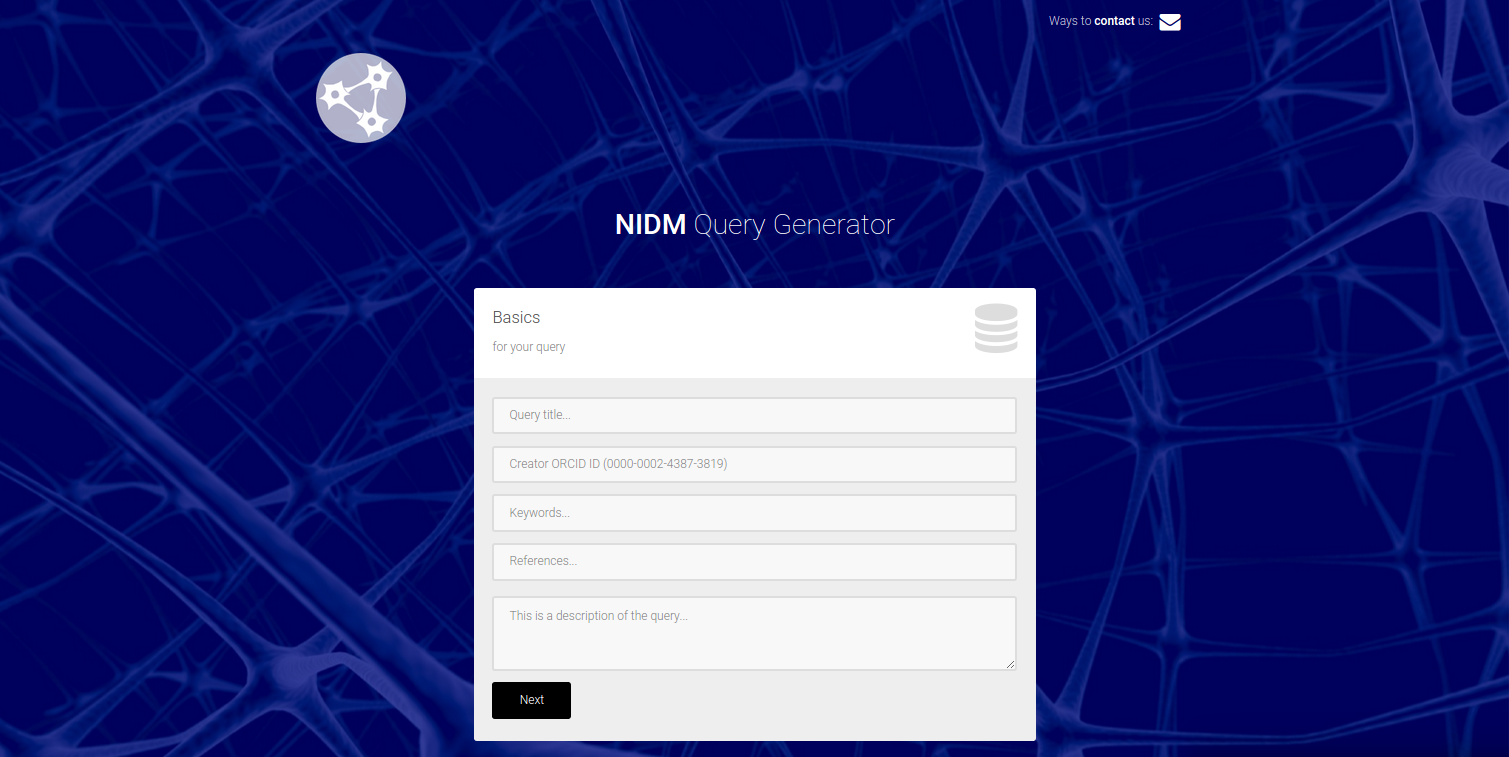 Ways to contact us:
NIDM Query Generator
Basics
for your query
Query title...
Creator ORCID ID (0000-0002-4387-3819)
Keywords...
References...
This is a description of the query...
Next